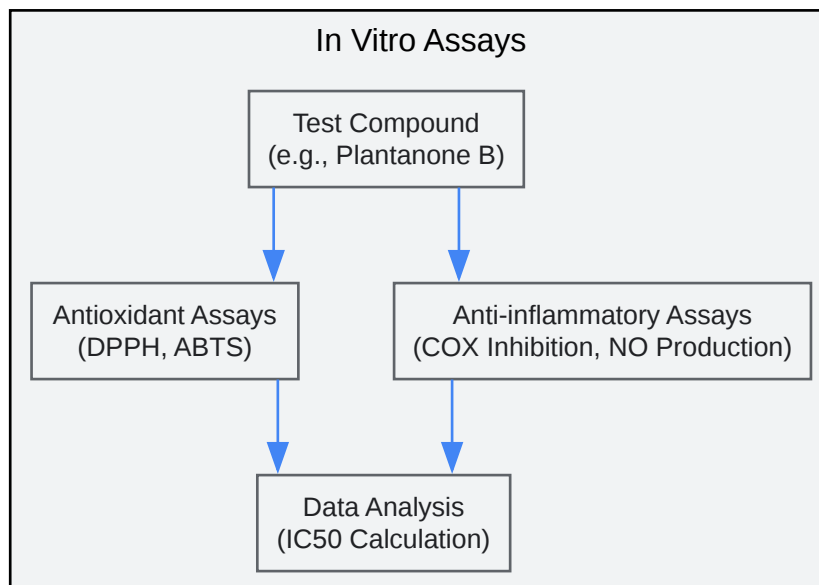 In Vitro Assays
Test Compound
(e.g., Plantanone B)
Antioxidant Assays
(DPPH, ABTS)
Anti-inflammatory Assays
(COX Inhibition, NO Production)
Data Analysis
(IC50 Calculation)